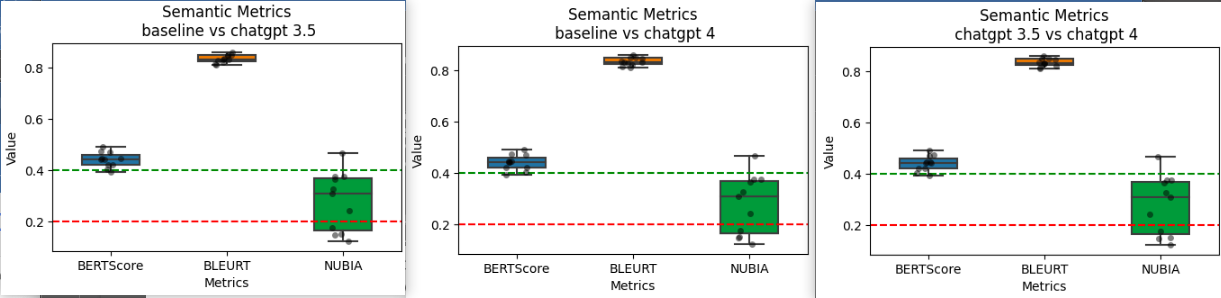 Semantic Metrics
baseline vs chatgpt 3.5
Value
0.8
0.6
0.4
0.2
BERTScore BLEURT NUBIA
Metrics
Semantic Metrics
baseline vs chatgpt 4
Value
0.8
0.6
0.4
0.2
BERTScore BLEURT NUBIA
Metrics
Semantic Metrics
chatgpt 3.5 vs chatgpt 4
Value
0.8
0.6
0.4
0.2
BERTScore BLEURT NUBIA
Metrics